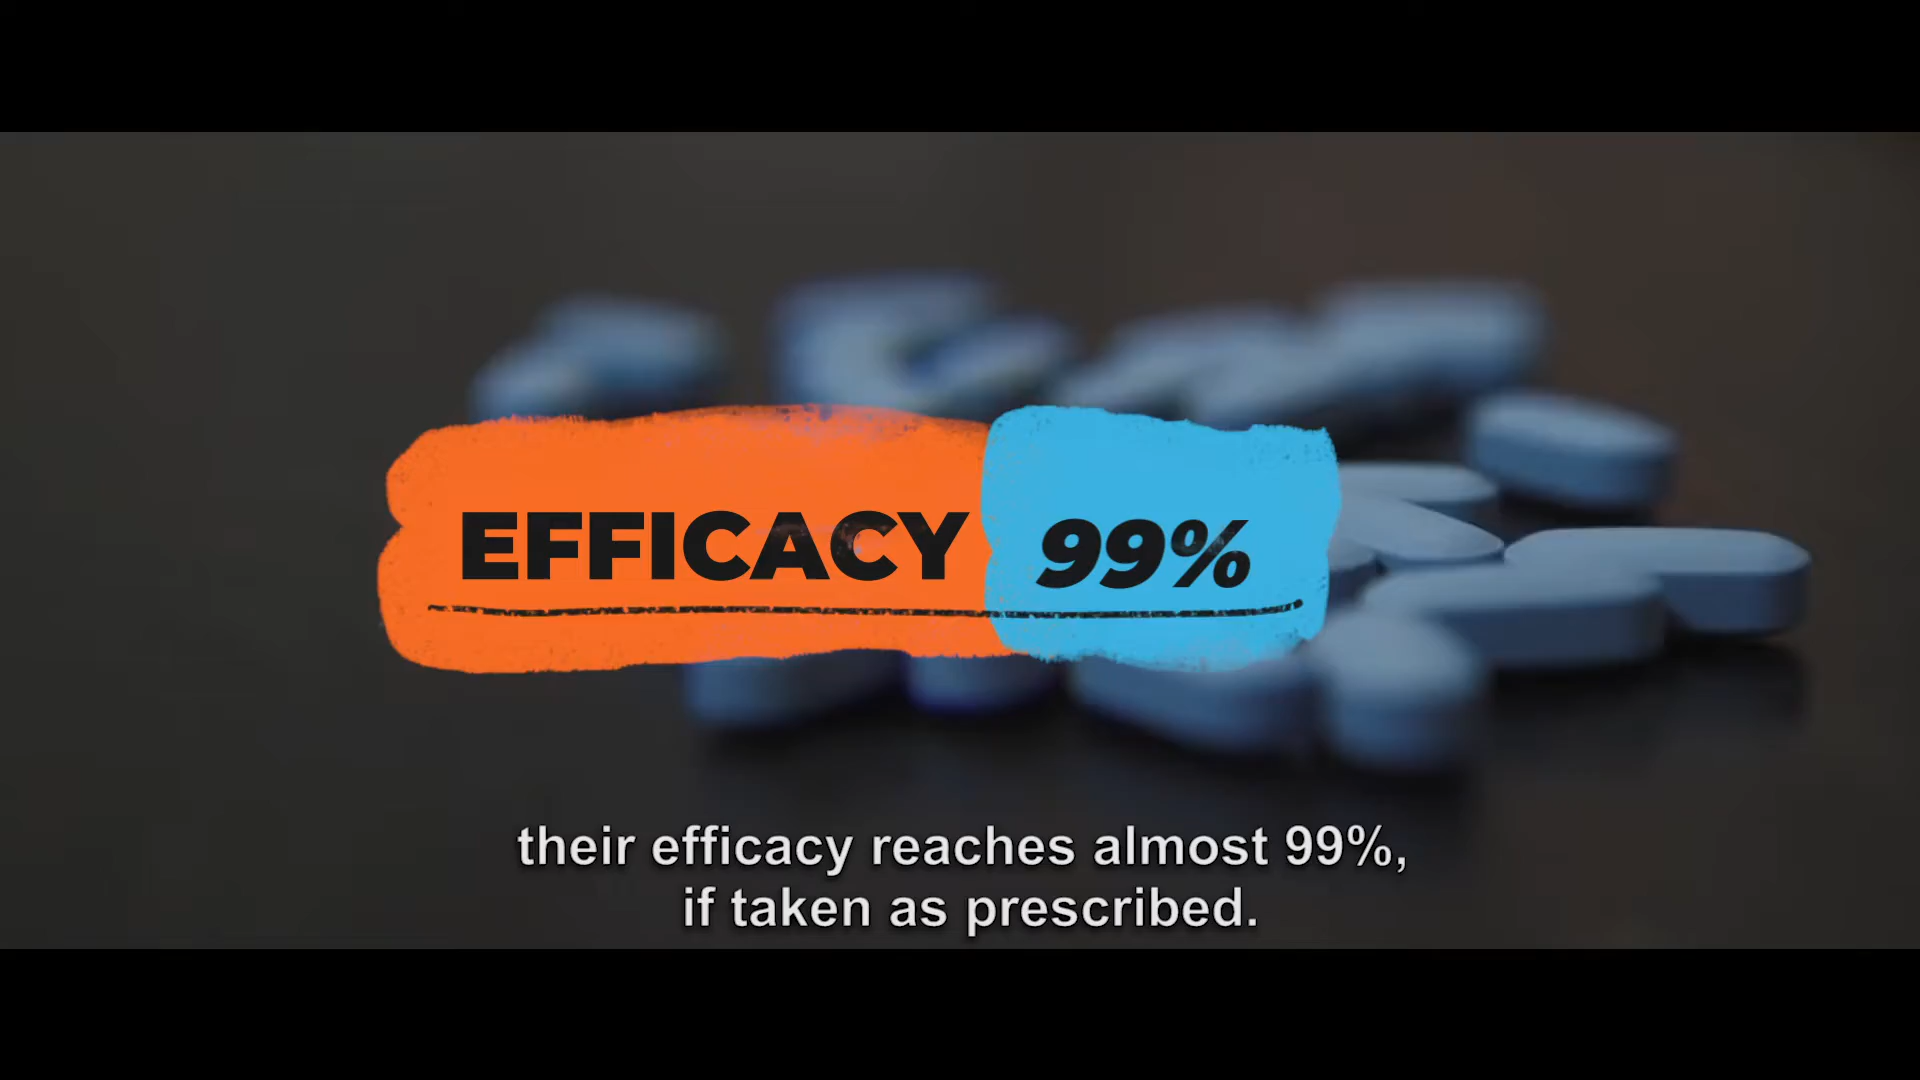 EFFICACY 99%
their efficacy reaches almost 99%,
if taken as prescribed.